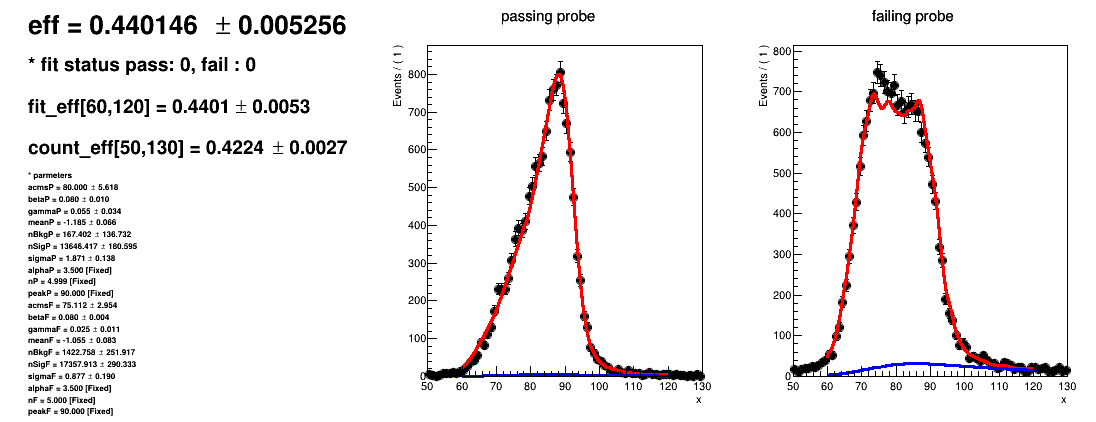 eff = 0.440146 ± 0.005256
* fit status pass: 0, fail : 0
fit_eff[60,120] = 0.4401 ± 0.0053
count_eff[50,130] = 0.4224 ± 0.0027
* parmeters
acmsP = 80.000 ± 5.618
betaP = 0.080 ± 0.010
gammaP = 0.055 ± 0.034
meanP = -1.185 ± 0.066
nBkgP = 167.402 ± 136.732
nSigP = 13646.417 ± 180.595
sigmaP = 1.871 ± 0.138
alphaP = 3.500 [Fixed]
nP = 4.999 [Fixed]
peakP = 90.000 [Fixed]
acmsF = 75.112 ± 2.954
betaF = 0.080 ± 0.004
gammaF = 0.025 ± 0.011
meanF = -1.055 ± 0.083
nBkgF = 1422.758 ± 251.917
nSigF = 17357.913 ± 290.333
sigmaF = 0.877 ± 0.190
alphaF = 3.500 [Fixed]
nF = 5.000 [Fixed]
peakF = 90.000 [Fixed]
passing probe
Events / ( 1 )
800
700
600
500
400
300
200
100
0
50 60 70 80 90 100 110 120 130
x
failing probe
Events / ( 1 )
800
700
600
500
400
300
200
100
0
50 60 70 80 90 100 110 120 130
x